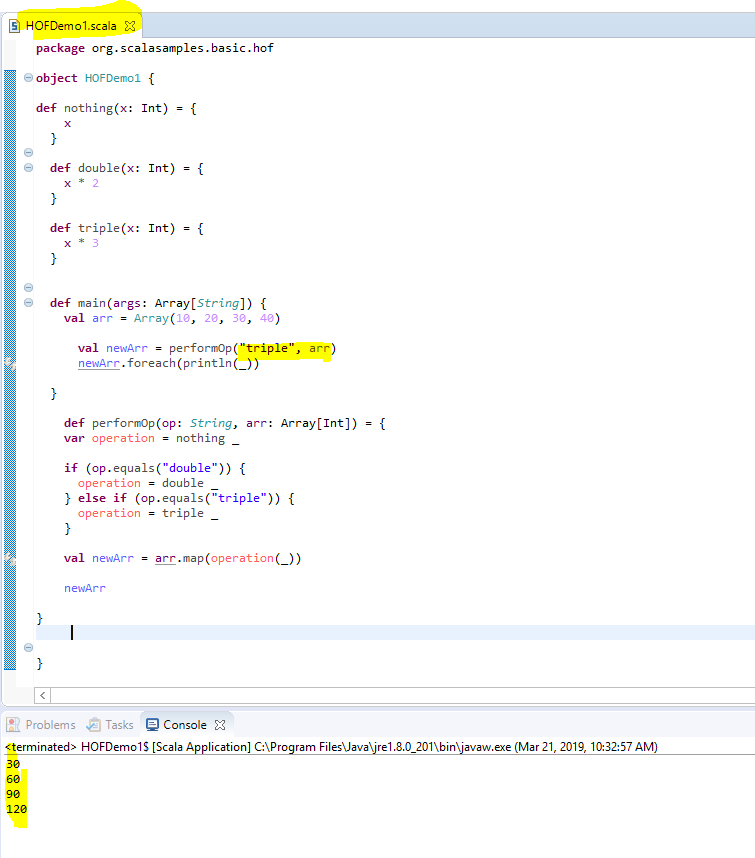 HOFDemo1.scala
package org.scalasamples.basic.hof
object HOFDemo1 {
def nothing(x: Int) = {
x
}
def double(x: Int) = {
x * 2
}
def triple(x: Int) = {
x * 3
}
def main(args: Array[String]) {
val arr = Array(10, 20, 30, 40)
val newArr = performOp("triple", arr)
newArr.foreach(println(_))
}
def performOp(op: String, arr: Array[Int]) = {
var operation = nothing _
if (op.equals("double")) {
operation = double _
} else if (op.equals("triple")) {
operation = triple _
}
val newArr = arr.map(operation(_))
newArr
}
}
Problems Tasks Console
<terminated> HOFDemo1$ [Scala Application] C:\Program Files\Java\jre1.8.0_201\bin\javaw.exe (Mar 21, 2019, 10:32:57 AM)
30
60
90
120